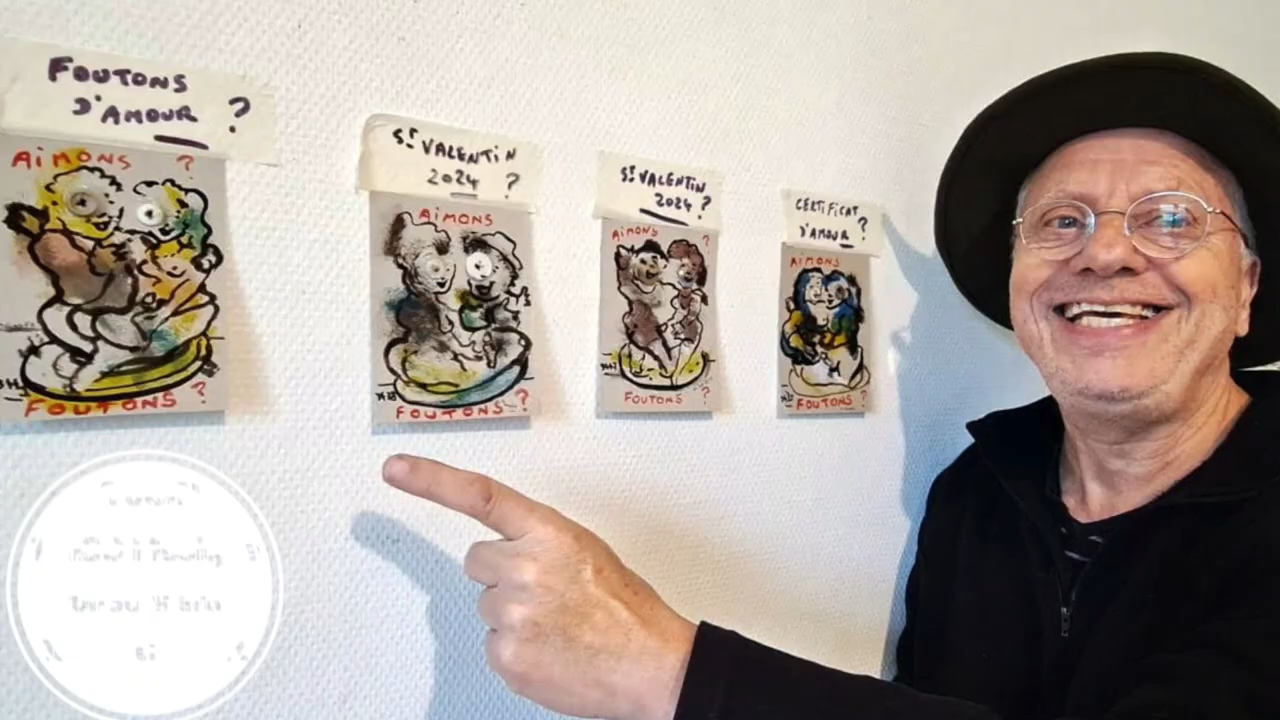 FOUTONS
D'AMOUR ?
AiMONS ?
FOUTONS ?
St VALENTiN
2024 ?
AiMONS
FOUTONS ?
St VALENTiN
2024 ?
AiMONS ?
FOUTONS ?
CERTiFiCAT
D'AMOUR ?
AiMONS
FOUTONS ?